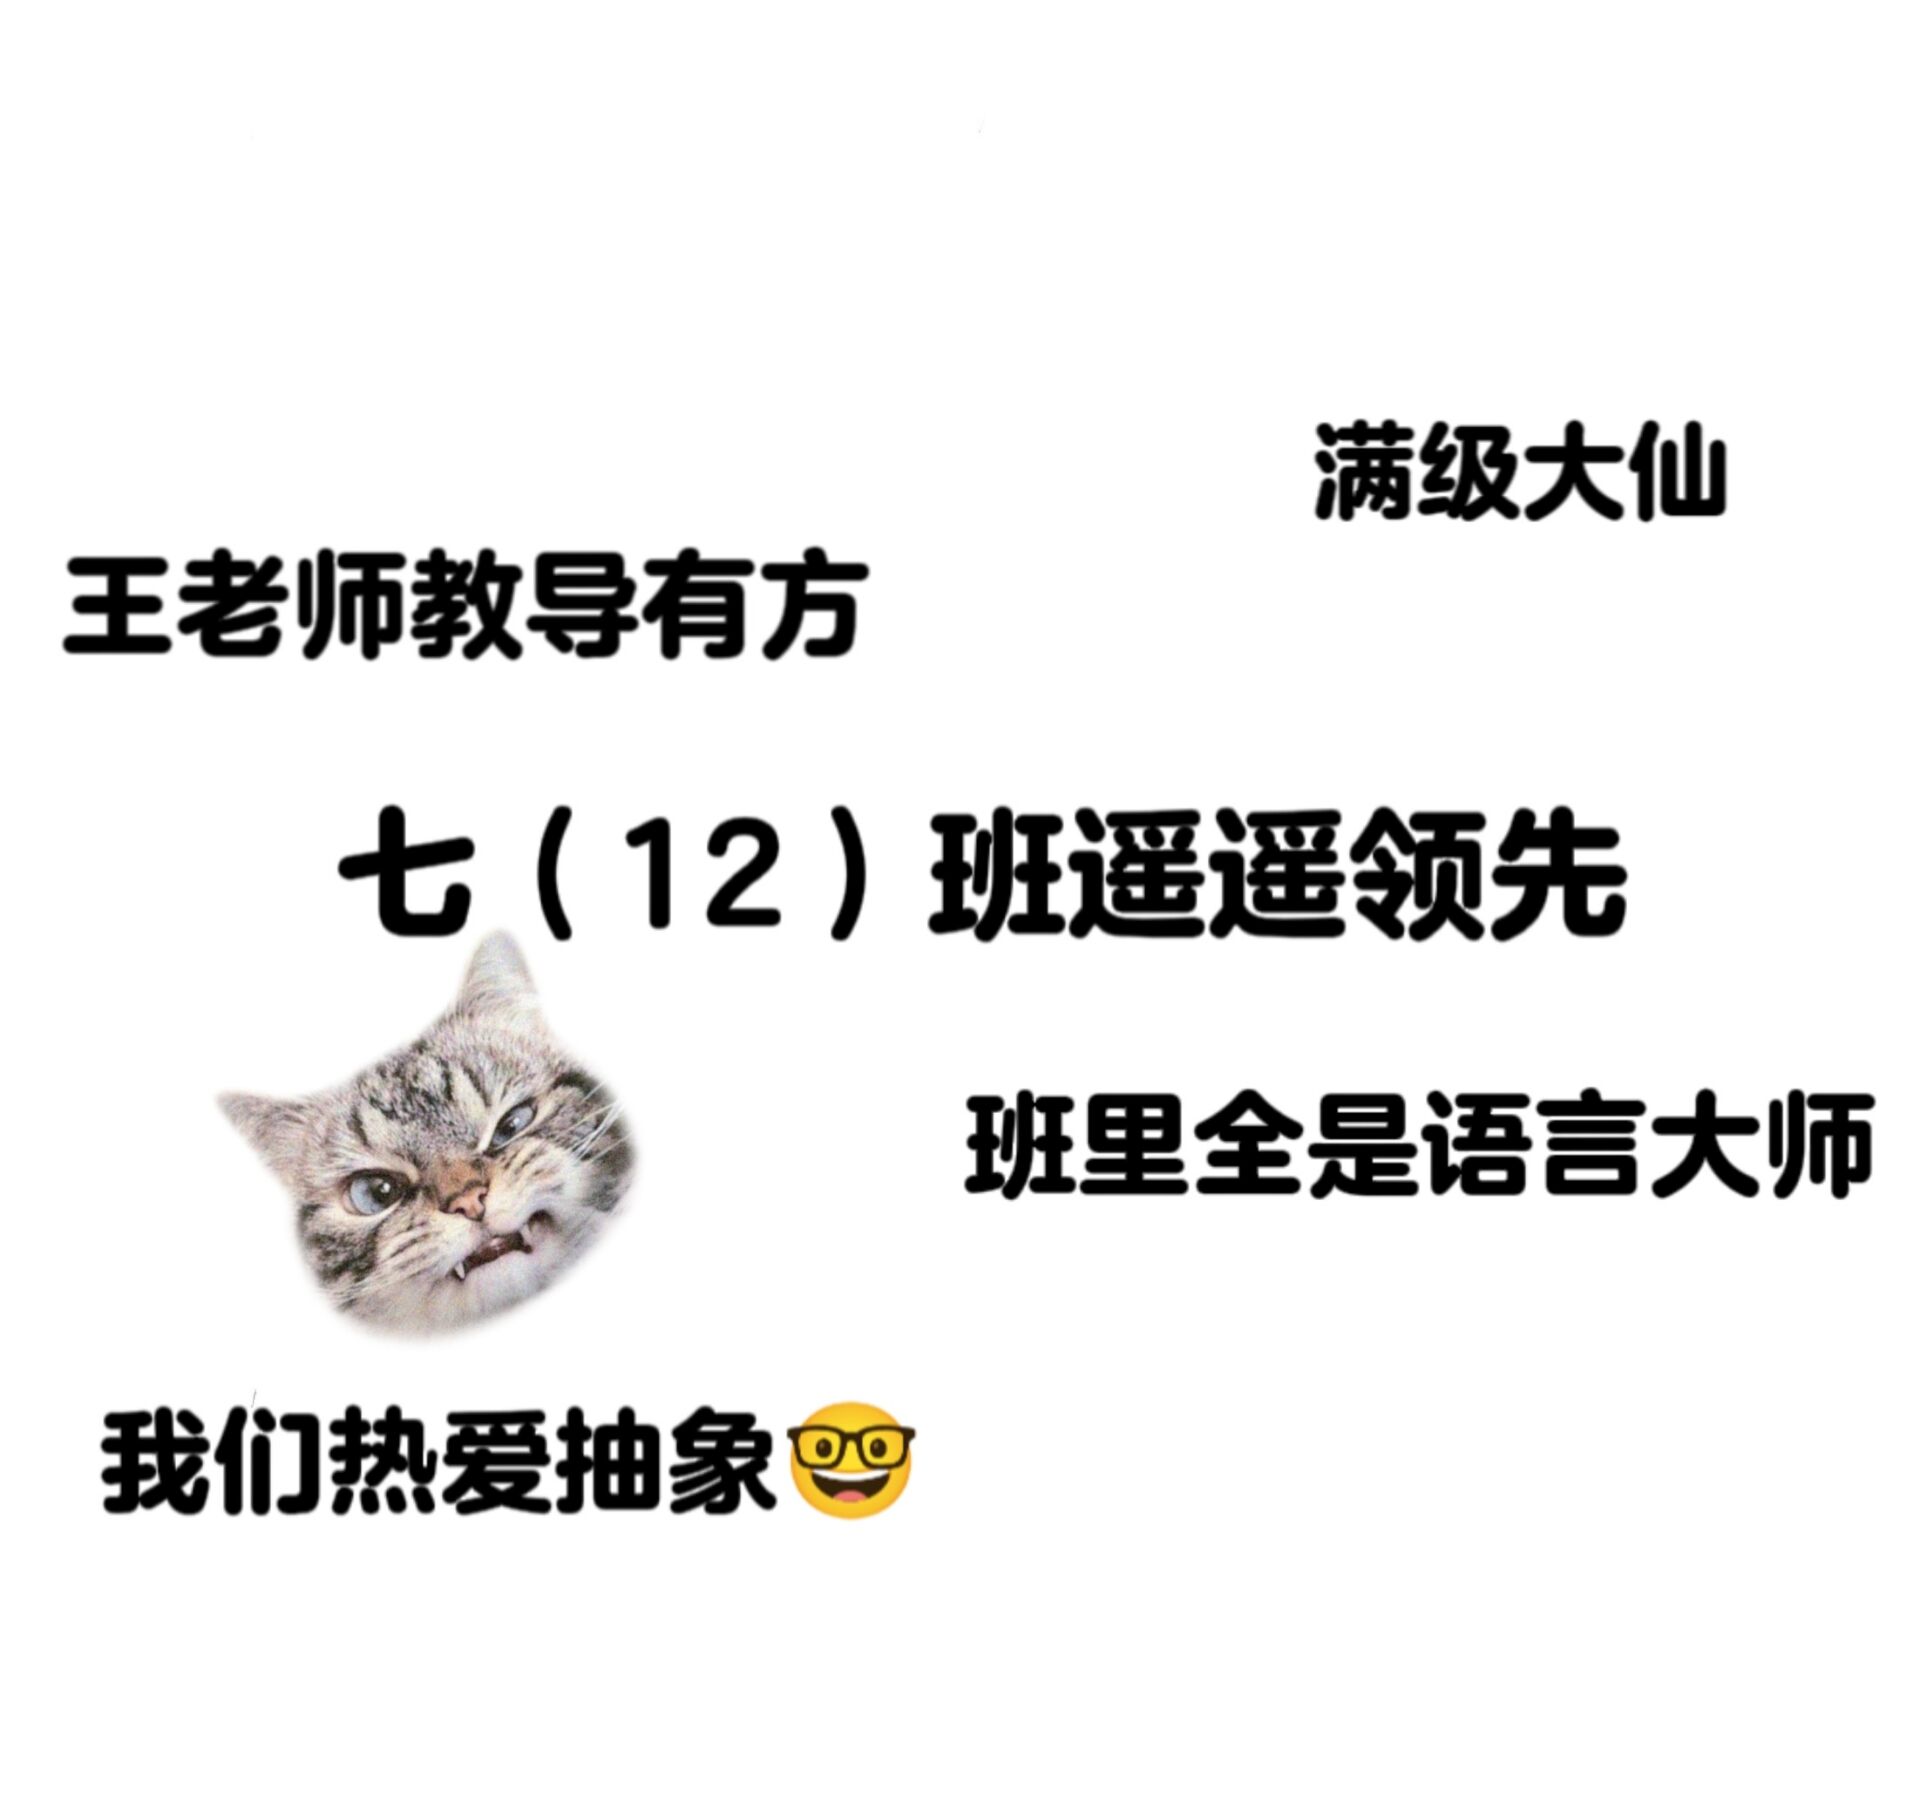 满级大仙
王老师教导有方
七（12）班遥遥领先
班里全是语言大师
我们热爱抽象🤓